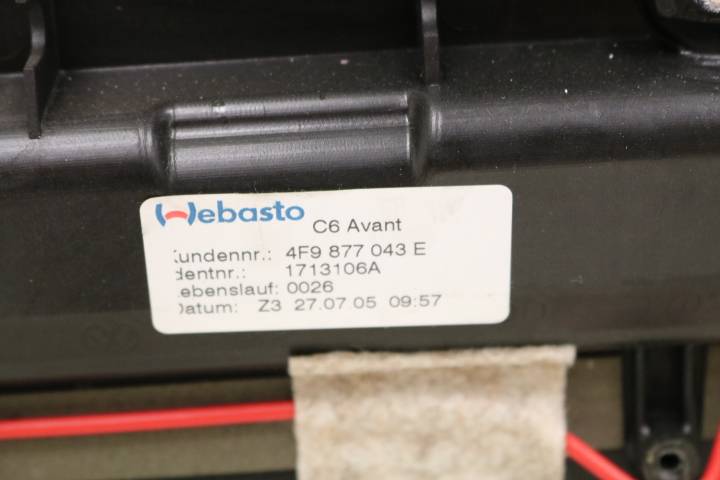 Webasto C6 Avant
undennr.: 4F9 877 043 E
dentnr.: 1713106A
ebenslauf: 0026
atum: Z3 27.07.05 09:57